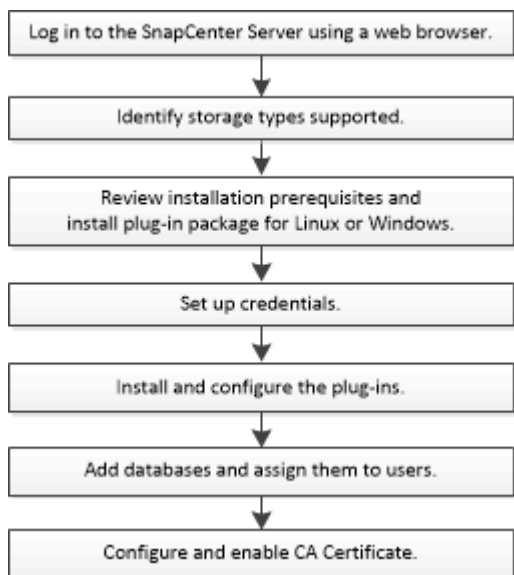 Log in to the SnapCenter Server using a web browser.
Identify storage types supported.
Review installation prerequisites and
install plug-in package for Linux or Windows.
Set up credentials.
Install and configure the plug-ins.
Add databases and assign them to users.
Configure and enable CA Certificate.